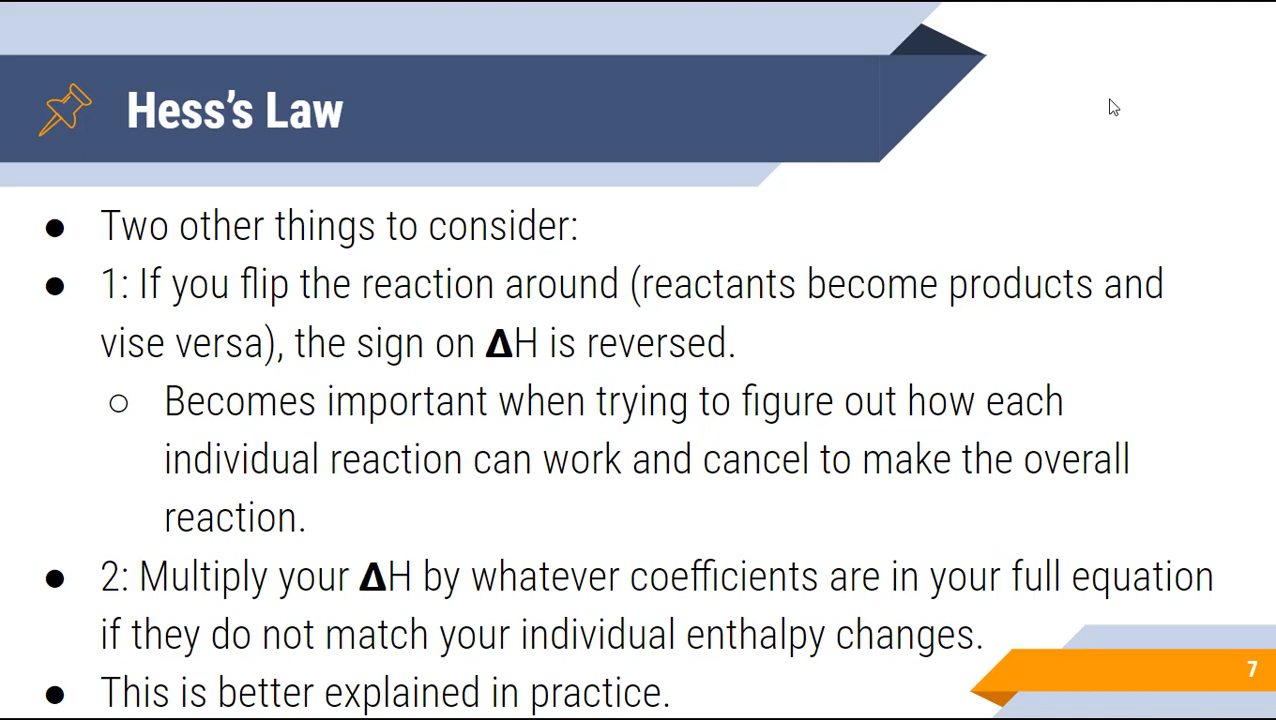 Hess's Law
● Two other things to consider:
● 1: If you flip the reaction around (reactants become products and
vise versa), the sign on ΔH is reversed.
○ Becomes important when trying to figure out how each
individual reaction can work and cancel to make the overall
reaction.
● 2: Multiply your ΔH by whatever coefficients are in your full equation
if they do not match your individual enthalpy changes.
● This is better explained in practice.
7